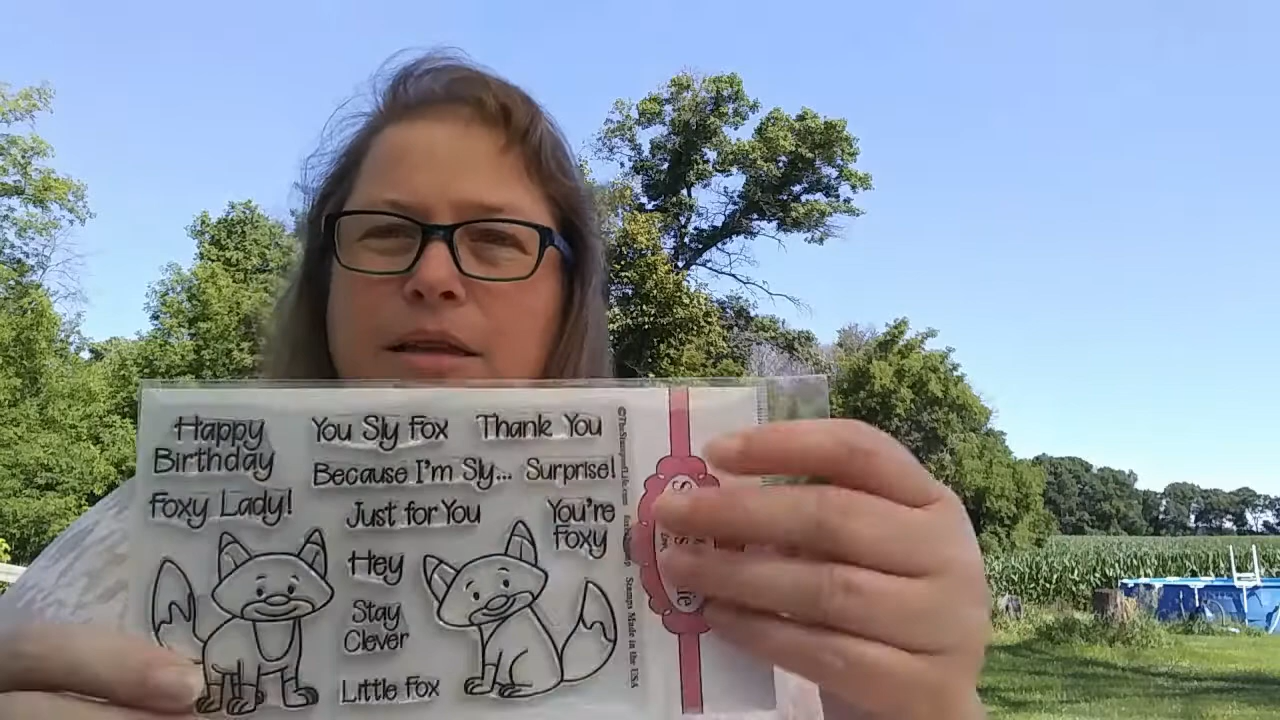 Happy
Birthday
You Sly Fox
Thank You
Because I'm Sly...
Surprise!
Foxy Lady!
Just for You
You're
Foxy
Hey
Stay
Clever
Little Fox
Stamps Made in the USA